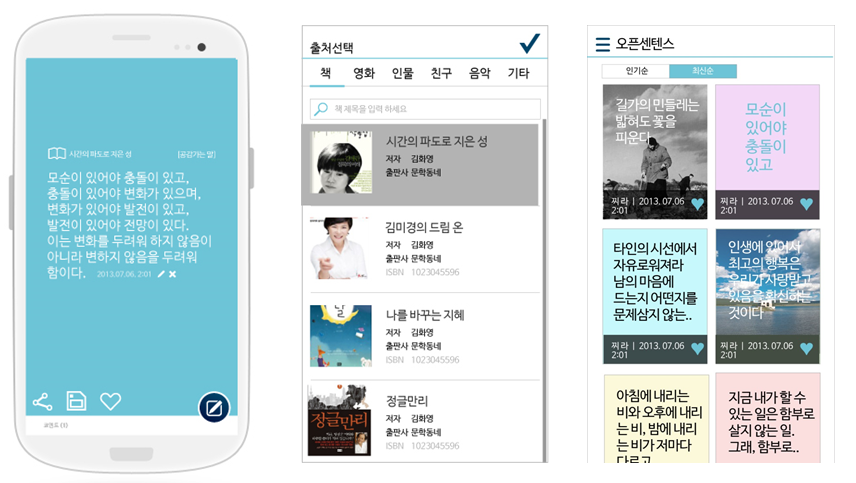 시간의 파도로 지은 성
[공감가는 말]
모순이 있어야 충돌이 있고,
충돌이 있어야 변화가 있으며,
변화가 있어야 발전이 있고,
발전이 있어야 전망이 있다.
이는 변화를 두려워 하지 않음이
아니라 변하지 않음을 두려워
함이다. 2013.07.06, 2:01
출처선택
책 영화 인물 친구 음악 기타
책 제목을 입력 하세요
시간의 파도로 지은 성
저자 김화영
출판사 문학동네
김미경의 드림 온
저자 김화영
출판사 문학동네
ISBN 1023045596
나를 바꾸는 지혜
저자 김화영
출판사 문학동네
ISBN 1023045596
정글만리
정글만리
저자 김화영
출판사 문학동네
ISBN 1023045596
오픈센텐스
인기순 최신순
길가의 민들레는
밟혀도 꽃을
피운다
찌라 | 2013. 07.06
2:01
모순이
있어야
충돌이
있고
찌라 | 2013. 07.06
2:01
타인의 시선에서
자유로워져라
남의 마음에
드는지 어떤지를
문제삼지 않는..
찌라 | 2013. 07.06
2:01
인생에 있어서
최고의 행복은
우리가 사랑받고
있음을 확신하는
것이다
찌라 | 2013. 07.06
2:01
아침에 내리는
비와 오후에 내리
는 비, 밤에 내리
는 비가 저마다
다르고
지금 내가 할 수
있는 일은 함부로
살지 않는 일.
그래, 함부로..